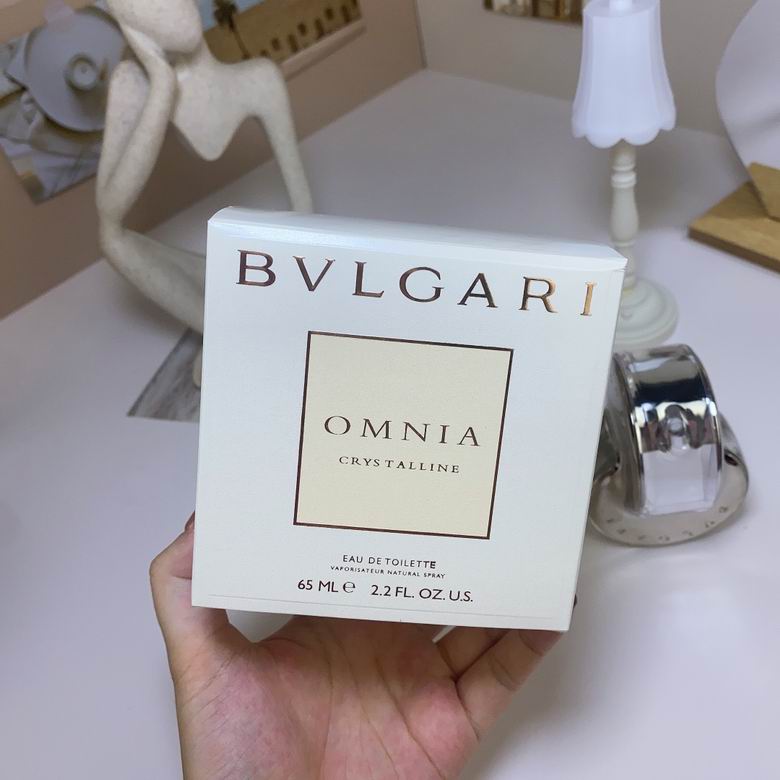 BVLGARI
OMNIA
CRYSTALLINE
EAU DE TOILETTE
VAPORISATEUR NATURAL SPRAY
65 ML ℮ 2.2 FL. OZ. U.S.